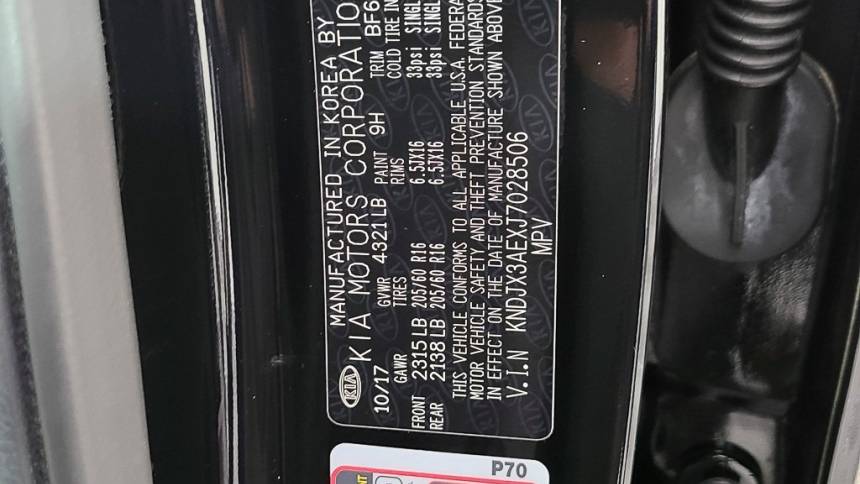 KIA
MANUFACTURED IN KOREA BY
KIA MOTORS CORPORATIO
10/17 GVWR 4321LB PAINT 9H TRIM BF6
GAWR TIRES RIMS COLD TIRE IN
FRONT 2315LB 205/60 R16 6.5JX16 33psi SINGL
REAR 2138LB 205/60 R16 6.5JX16 33psi SINGL
THIS VEHICLE CONFORMS TO ALL APPLICABLE U.S.A. FEDERA
MOTOR VEHICLE SAFETY AND THEFT PREVENTION STANDARDS
IN EFFECT ON THE DATE OF MANUFACTURE SHOWN ABOVE
V.I.N KNDJX3AEXJ7028506
MPV
P70